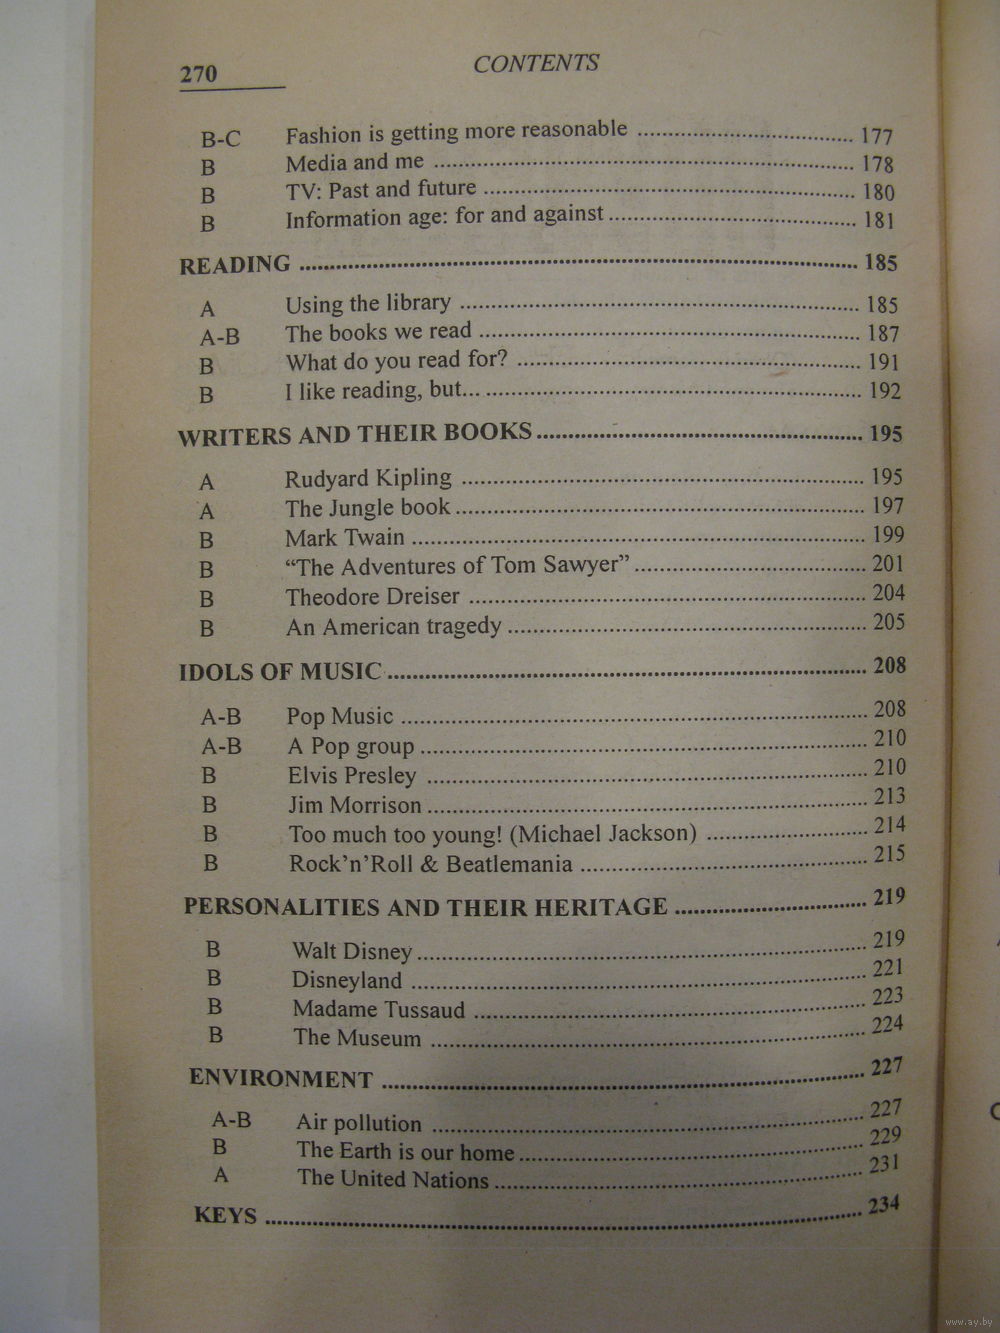 270 CONTENTS
B-C Fashion is getting more reasonable 177
B Media and me 178
B TV: Past and future 180
B Information age: for and against 181
READING 185
A Using the library 185
A-B The books we read 187
B What do you read for? 191
B I like reading, but... 192
WRITERS AND THEIR BOOKS 195
A Rudyard Kipling 195
A The Jungle book 197
B Mark Twain 199
B “The Adventures of Tom Sawyer” 201
B Theodore Dreiser 204
B An American tragedy 205
IDOLS OF MUSIC 208
A-B Pop Music 208
A-B A Pop group 210
B Elvis Presley 210
B Jim Morrison 213
B Too much too young! (Michael Jackson) 214
B Rock’n’Roll & Beatlemania 215
PERSONALITIES AND THEIR HERITAGE 219
B Walt Disney 219
B Disneyland 221
B Madame Tussaud 223
B The Museum 224
ENVIRONMENT 227
A-B Air pollution 227
B The Earth is our home 229
A The United Nations 231
KEYS 234
www.ay.by